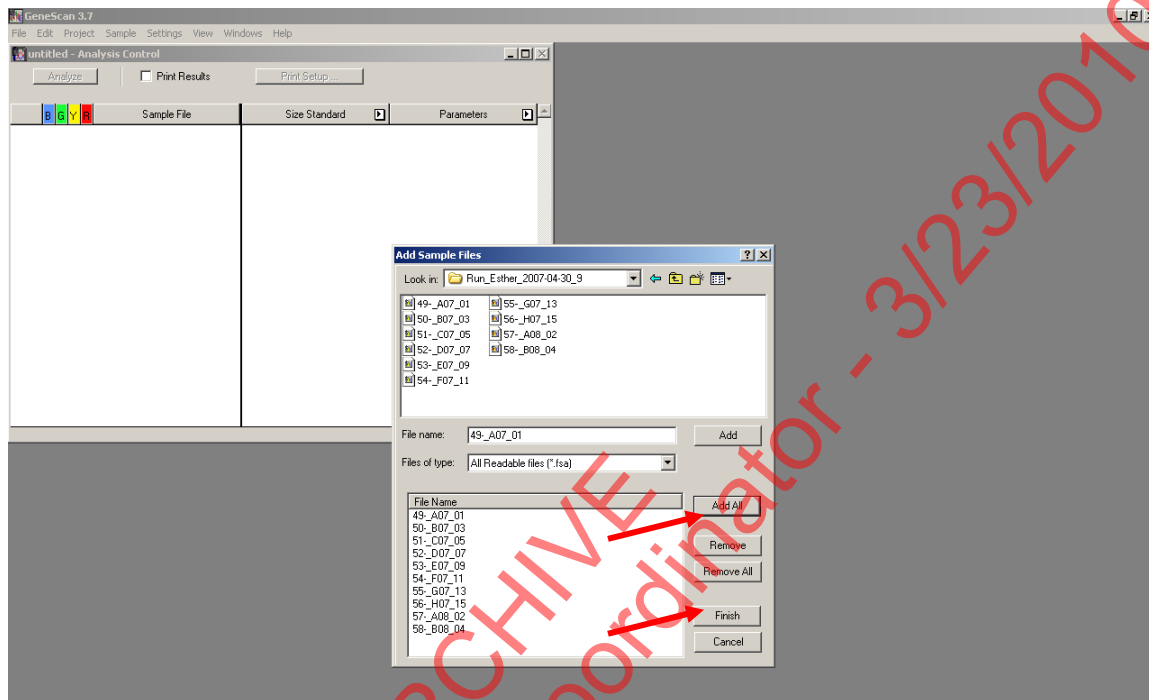 GeneScan 3.7
File Edit Project Sample Settings View Windows Help
untitled - Analysis Control
Analyze Print Results Print Setup ...
B G Y R Sample File Size Standard Parameters
Add Sample Files
Look in: Run_Esther_2007-04-30_9
49-_A07_01 55-_G07_13
50-_B07_03 56-_H07_15
51-_C07_05 57-_A08_02
52-_D07_07 58-_B08_04
53-_E07_09
54-_F07_11
File name: 49-_A07_01 Add
Files of type: All Readable files (*.fsa)
File Name
49-_A07_01
50-_B07_03
51-_C07_05
52-_D07_07
53-_E07_09
54-_F07_11
55-_G07_13
56-_H07_15
57-_A08_02
58-_B08_04
Add All
Remove
Remove All
Finish
Cancel
CHIVE
oordinator - 3/23/2010